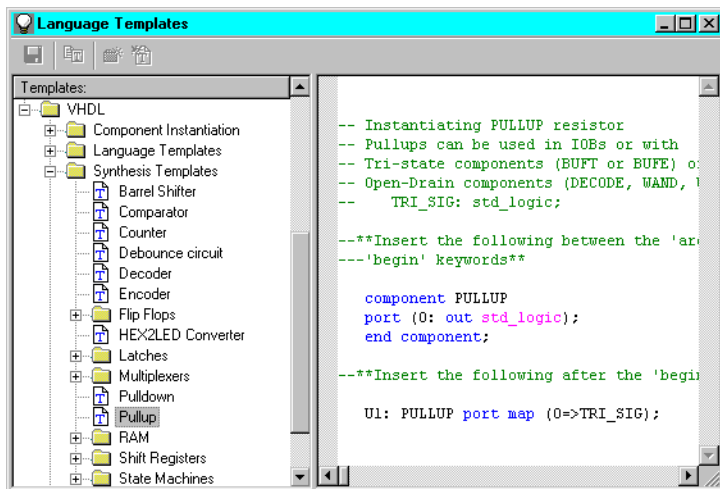 Language Templates
Templates:
VHDL
Component Instantiation
Language Templates
Synthesis Templates
Barrel Shifter
Comparator
Counter
Debounce circuit
Decoder
Encoder
Flip Flops
HEX2LED Converter
Latches
Multiplexers
Pulldown
Pullup
RAM
Shift Registers
State Machines
-- Instantiating PULLUP resistor
-- Pullups can be used in IOBs or with
-- Tri-state components (BUFT or BUFE) or
-- Open-Drain components (DECODE, WAND,
-- TRI_SIG: std_logic;
--**Insert the following between the 'ar
---'begin' keywords**
component PULLUP
port (O: out std_logic);
end component;
--**Insert the following after the 'begi
U1: PULLUP port map (O=>TRI_SIG);